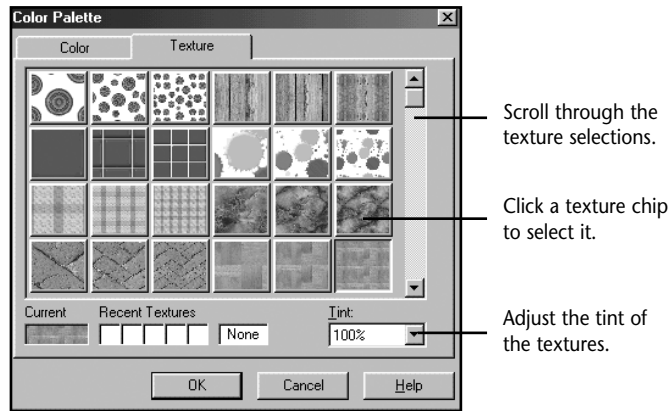 Color Palette
Color
Texture
Scroll through the
texture selections.
Click a texture chip
to select it.
Current
Recent Textures
None
Tint:
100%
Adjust the tint of
the textures.
OK
Cancel
Help